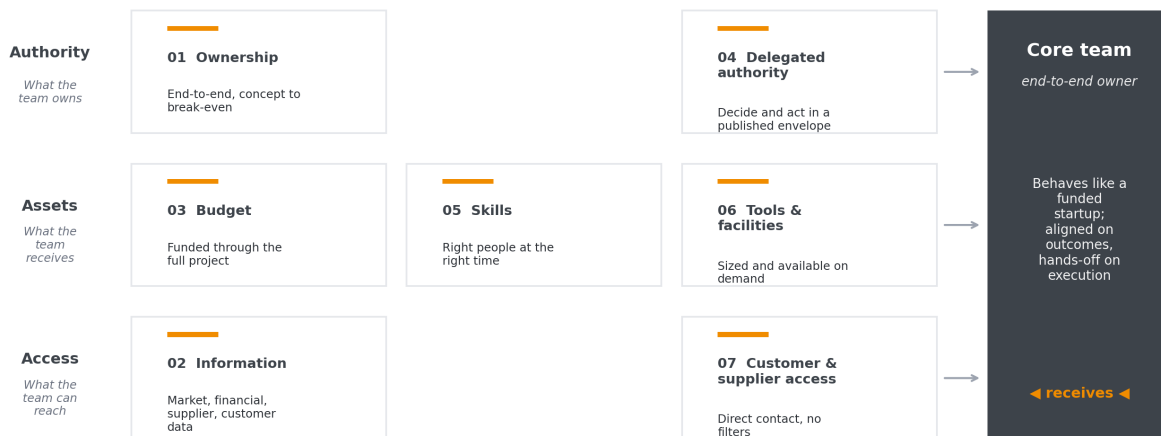 Authority
What the
team owns
01 Ownership
End-to-end, concept to
break-even
04 Delegated
authority
Decide and act in a
published envelope
Assets
What the
team
receives
03 Budget
Funded through the
full project
05 Skills
Right people at the
right time
06 Tools &
facilities
Sized and available on
demand
Access
What the
team can
reach
02 Information
Market, financial,
supplier, customer
data
07 Customer &
supplier access
Direct contact, no
filters
Core team
end-to-end owner
Behaves like a
funded
startup;
aligned on
outcomes,
hands-off on
execution
◀ receives ◀